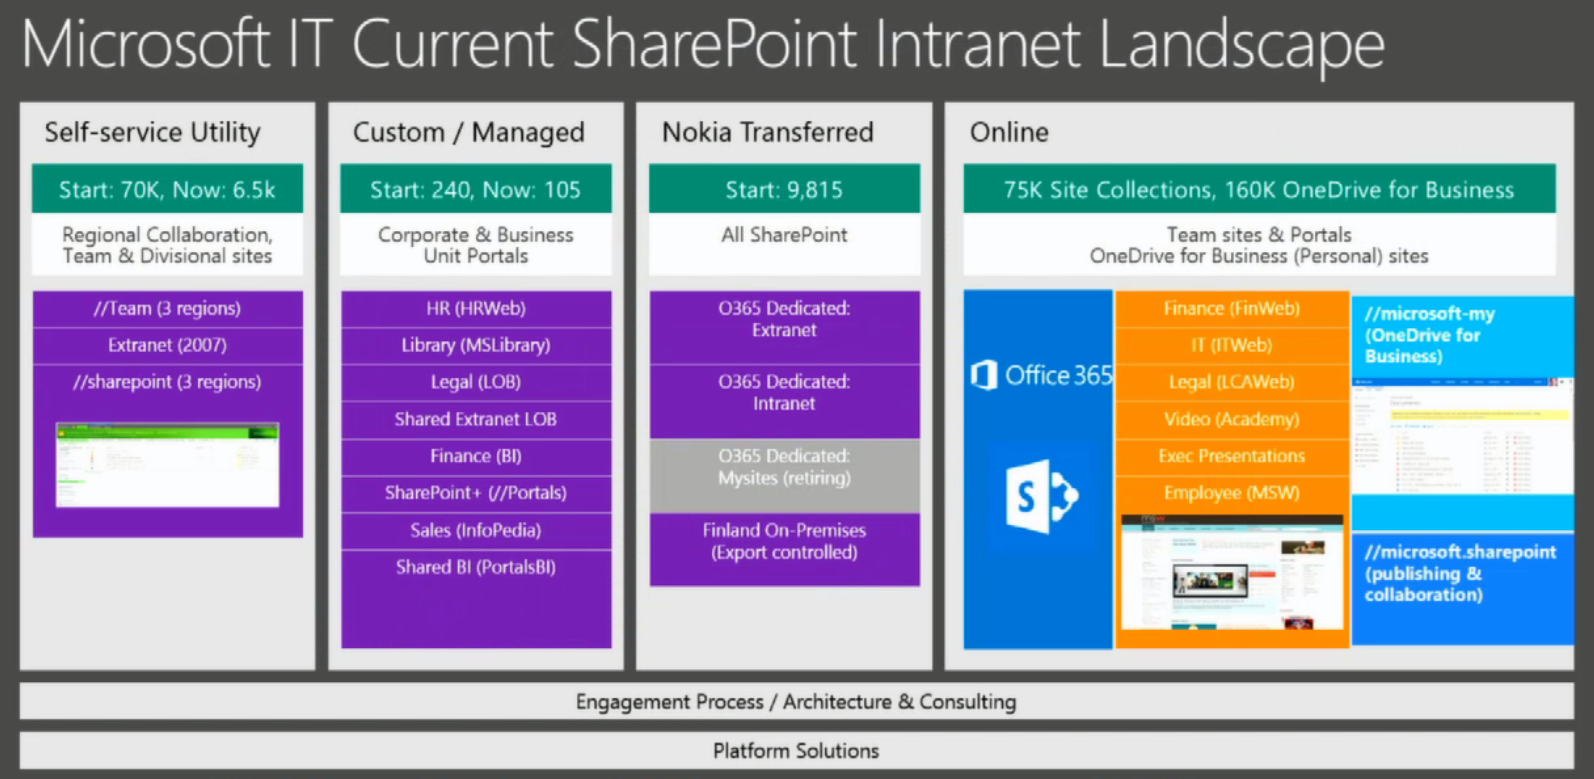 Microsoft IT Current SharePoint Intranet Landscape
Self-service Utility
Start: 70K, Now: 6.5k
Regional Collaboration,
Team & Divisional sites
//Team (3 regions)
Extranet (2007)
//sharepoint (3 regions)
Custom / Managed
Start: 240, Now: 105
Corporate & Business
Unit Portals
HR (HRWeb)
Library (MSLibrary)
Legal (LOB)
Shared Extranet LOB
Finance (BI)
SharePoint+ (//Portals)
Sales (InfoPedia)
Shared BI (PortalsBI)
Nokia Transferred
Start: 9,815
All SharePoint
O365 Dedicated:
Extranet
O365 Dedicated:
Intranet
O365 Dedicated:
Mysites (retiring)
Finland On-Premises
(Export controlled)
Online
75K Site Collections, 160K OneDrive for Business
Team sites & Portals
OneDrive for Business (Personal) sites
Office 365
S
Finance (FinWeb)
IT (ITWeb)
Legal (LCAWeb)
Video (Academy)
Exec Presentations
Employee (MSW)
//microsoft-my
(OneDrive for
Business)
//microsoft.sharepoint
(publishing &
collaboration)
Engagement Process / Architecture & Consulting
Platform Solutions